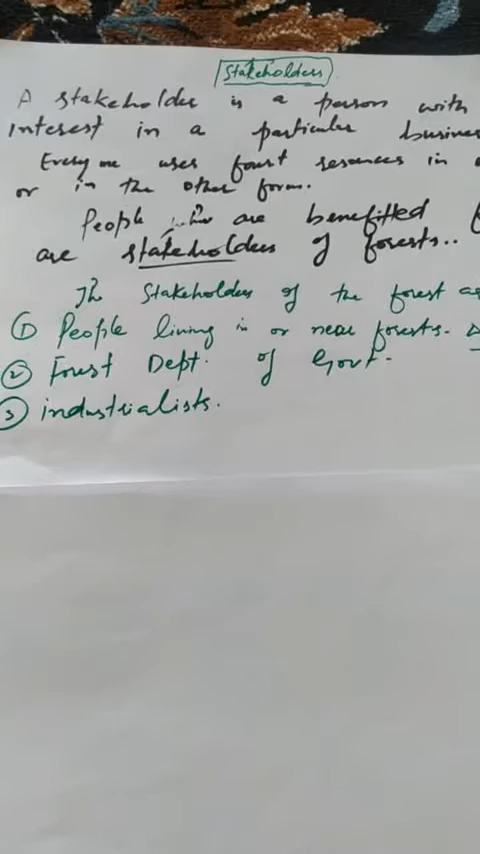 Stakeholders
A stakeholder is a person with
interest in a particular
Every one uses forest resources in
or in the other form.
People who are benefitted
are stakeholders of forests..
The Stakeholders of the forest
① People living in or near forests.
② Forest Dept. of Govt.
③ industrialists.